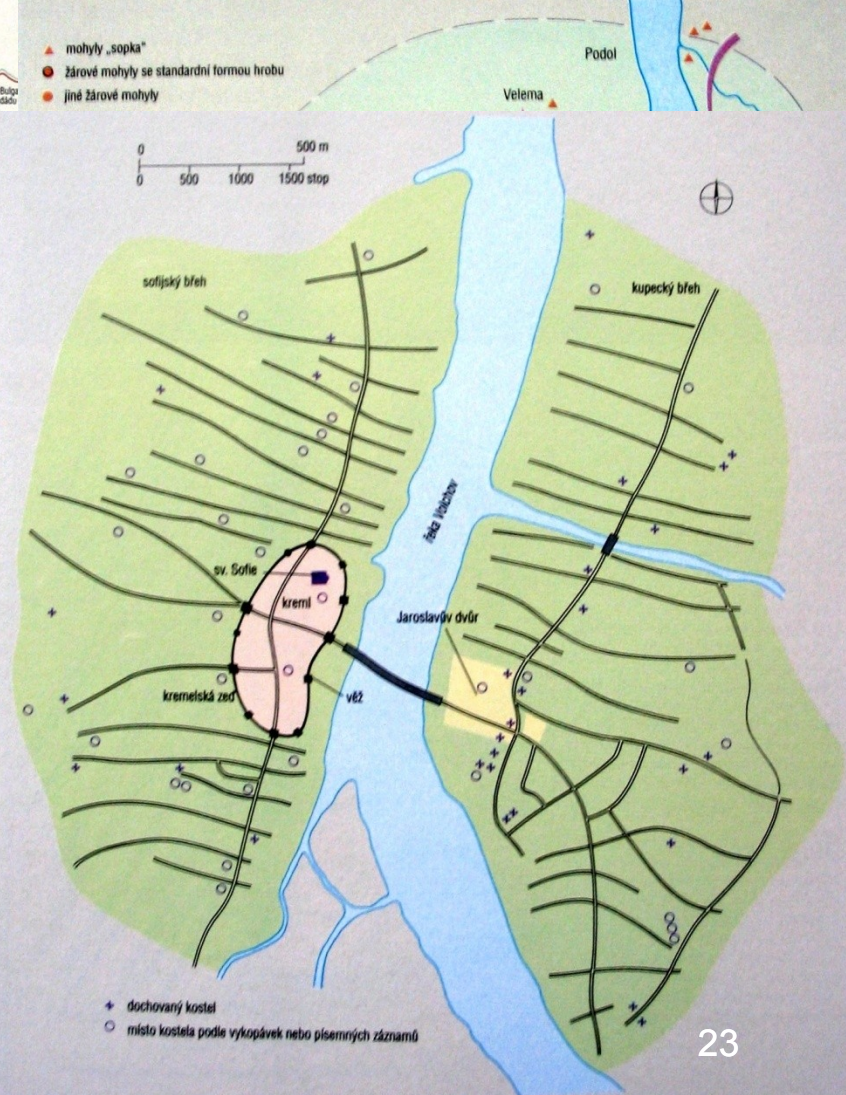 mohyly „sopka“
žárové mohyly se standardní formou hrobu
jiné žárové mohyly
Podol
Velema
Bulga
0 500 m
0 500 1000 1500 stop
sofijský břeh
kupecký břeh
řeka Volchov
sv. Sofie
kreml
Jaroslavův dvůr
kremelská zeď
věž
dochovaný kostel
místo kostela podle vykopávek nebo písemných záznamů
23